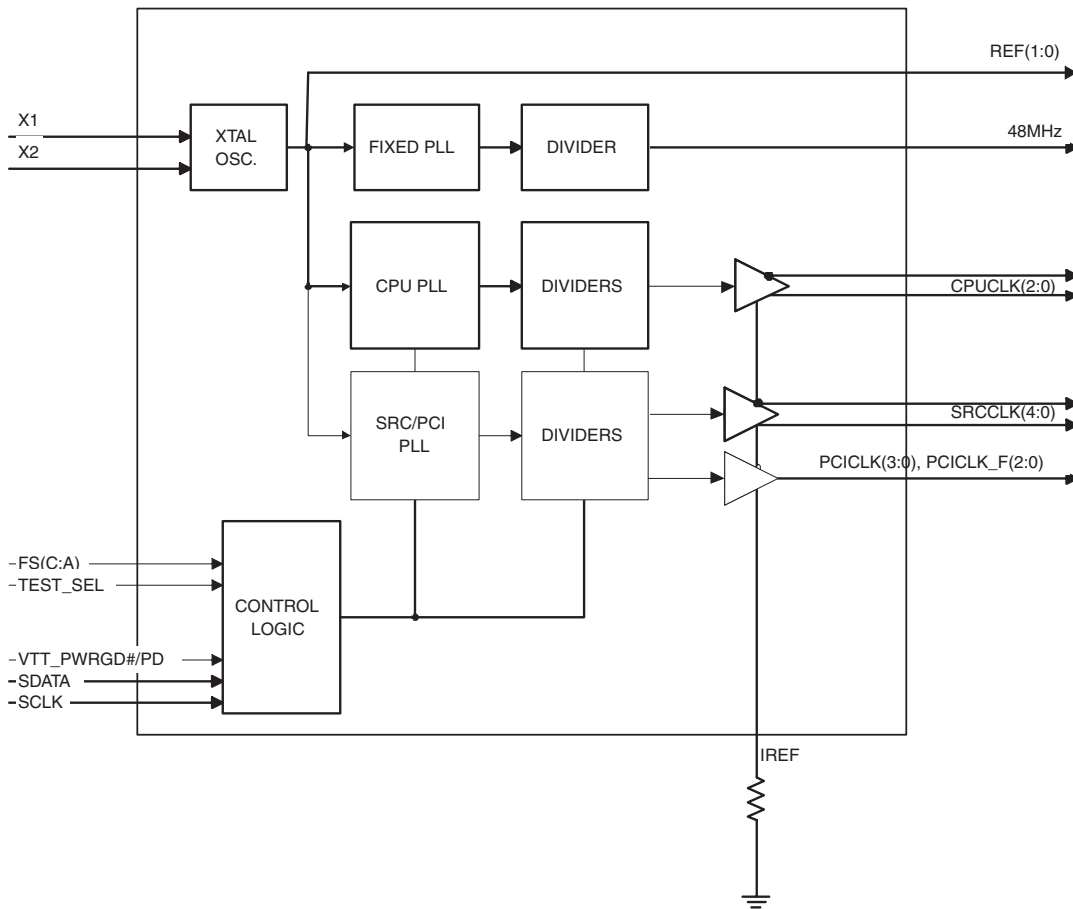 REF(1:0)
X1
X2
XTAL
OSC.
FIXED PLL
DIVIDER
48MHz
CPU PLL
DIVIDERS
CPUCLK(2:0)
SRC/PCI
PLL
DIVIDERS
SRCCLK(4:0)
PCICLK(3:0), PCICLK_F(2:0)
FS(C:A)
TEST_SEL
CONTROL
LOGIC
VTT_PWRGD#/PD
SDATA
SCLK
IREF